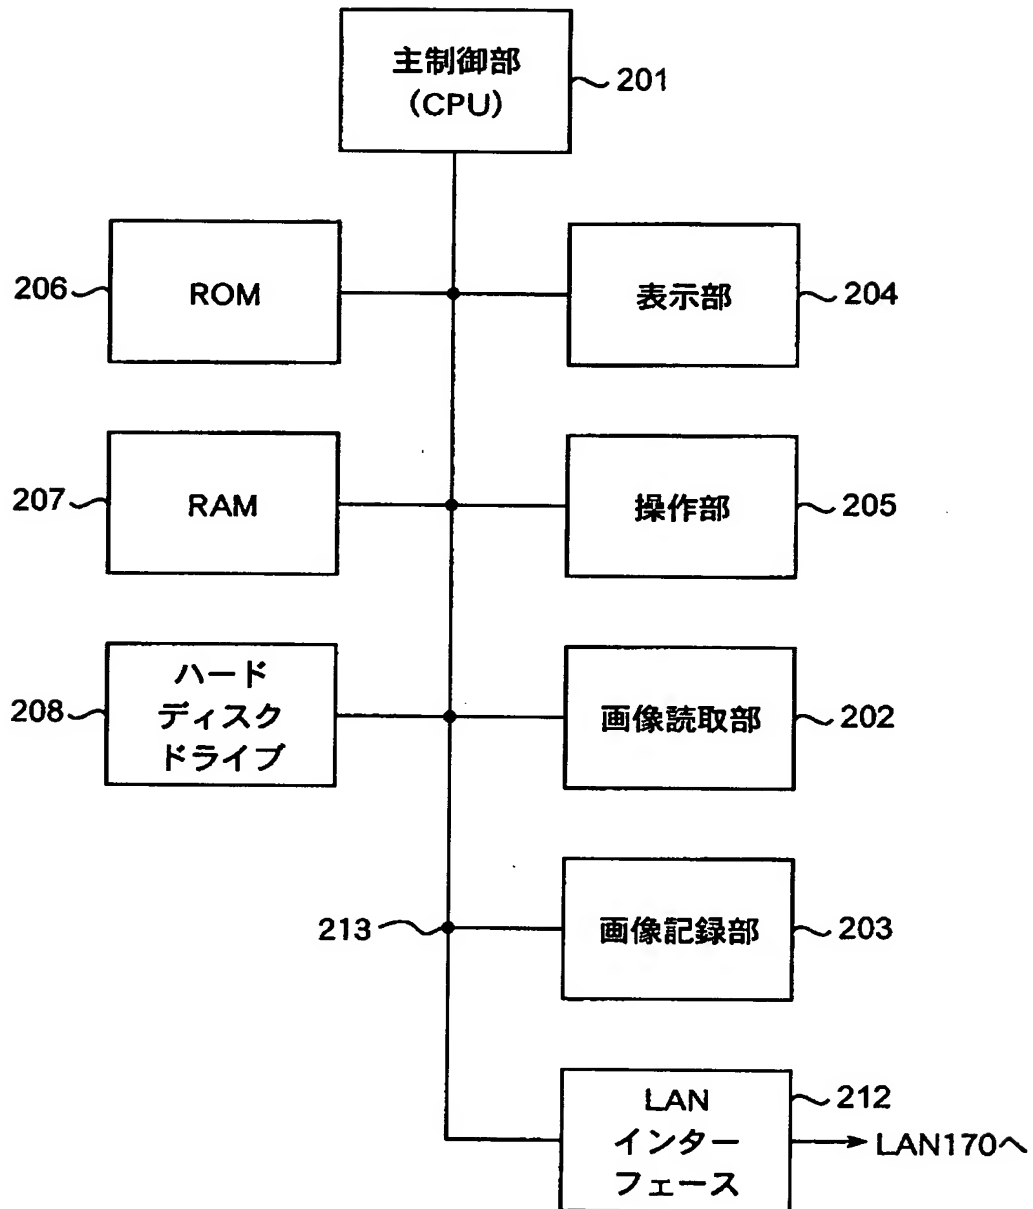 主制御部
(CPU)
201
206
ROM
表示部
204
207
RAM
操作部
205
208
ハード
ディスク
ドライブ
画像読取部
202
213
画像記録部
203
LAN
インター
フェース
212
LAN170へ